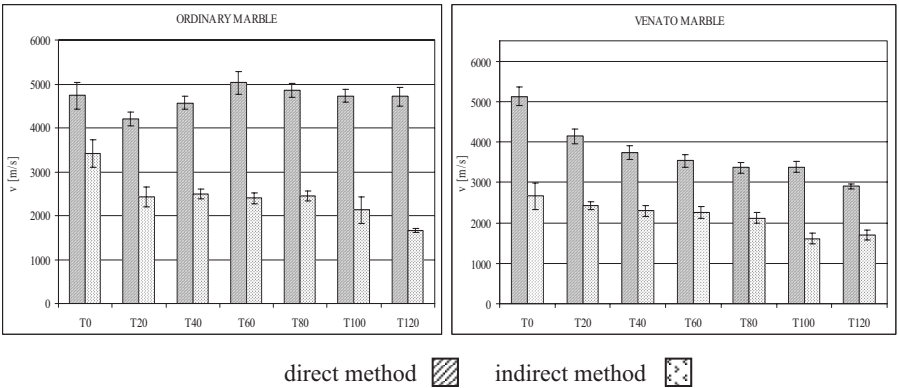 ORDINARY MARBLE
v [m/s]
6000
5000
4000
3000
2000
1000
0
T0 T20 T40 T60 T80 T100 T120
VENATO MARBLE
v [m/s]
6000
5000
4000
3000
2000
1000
0
T0 T20 T40 T60 T80 T100 T120
direct method indirect method